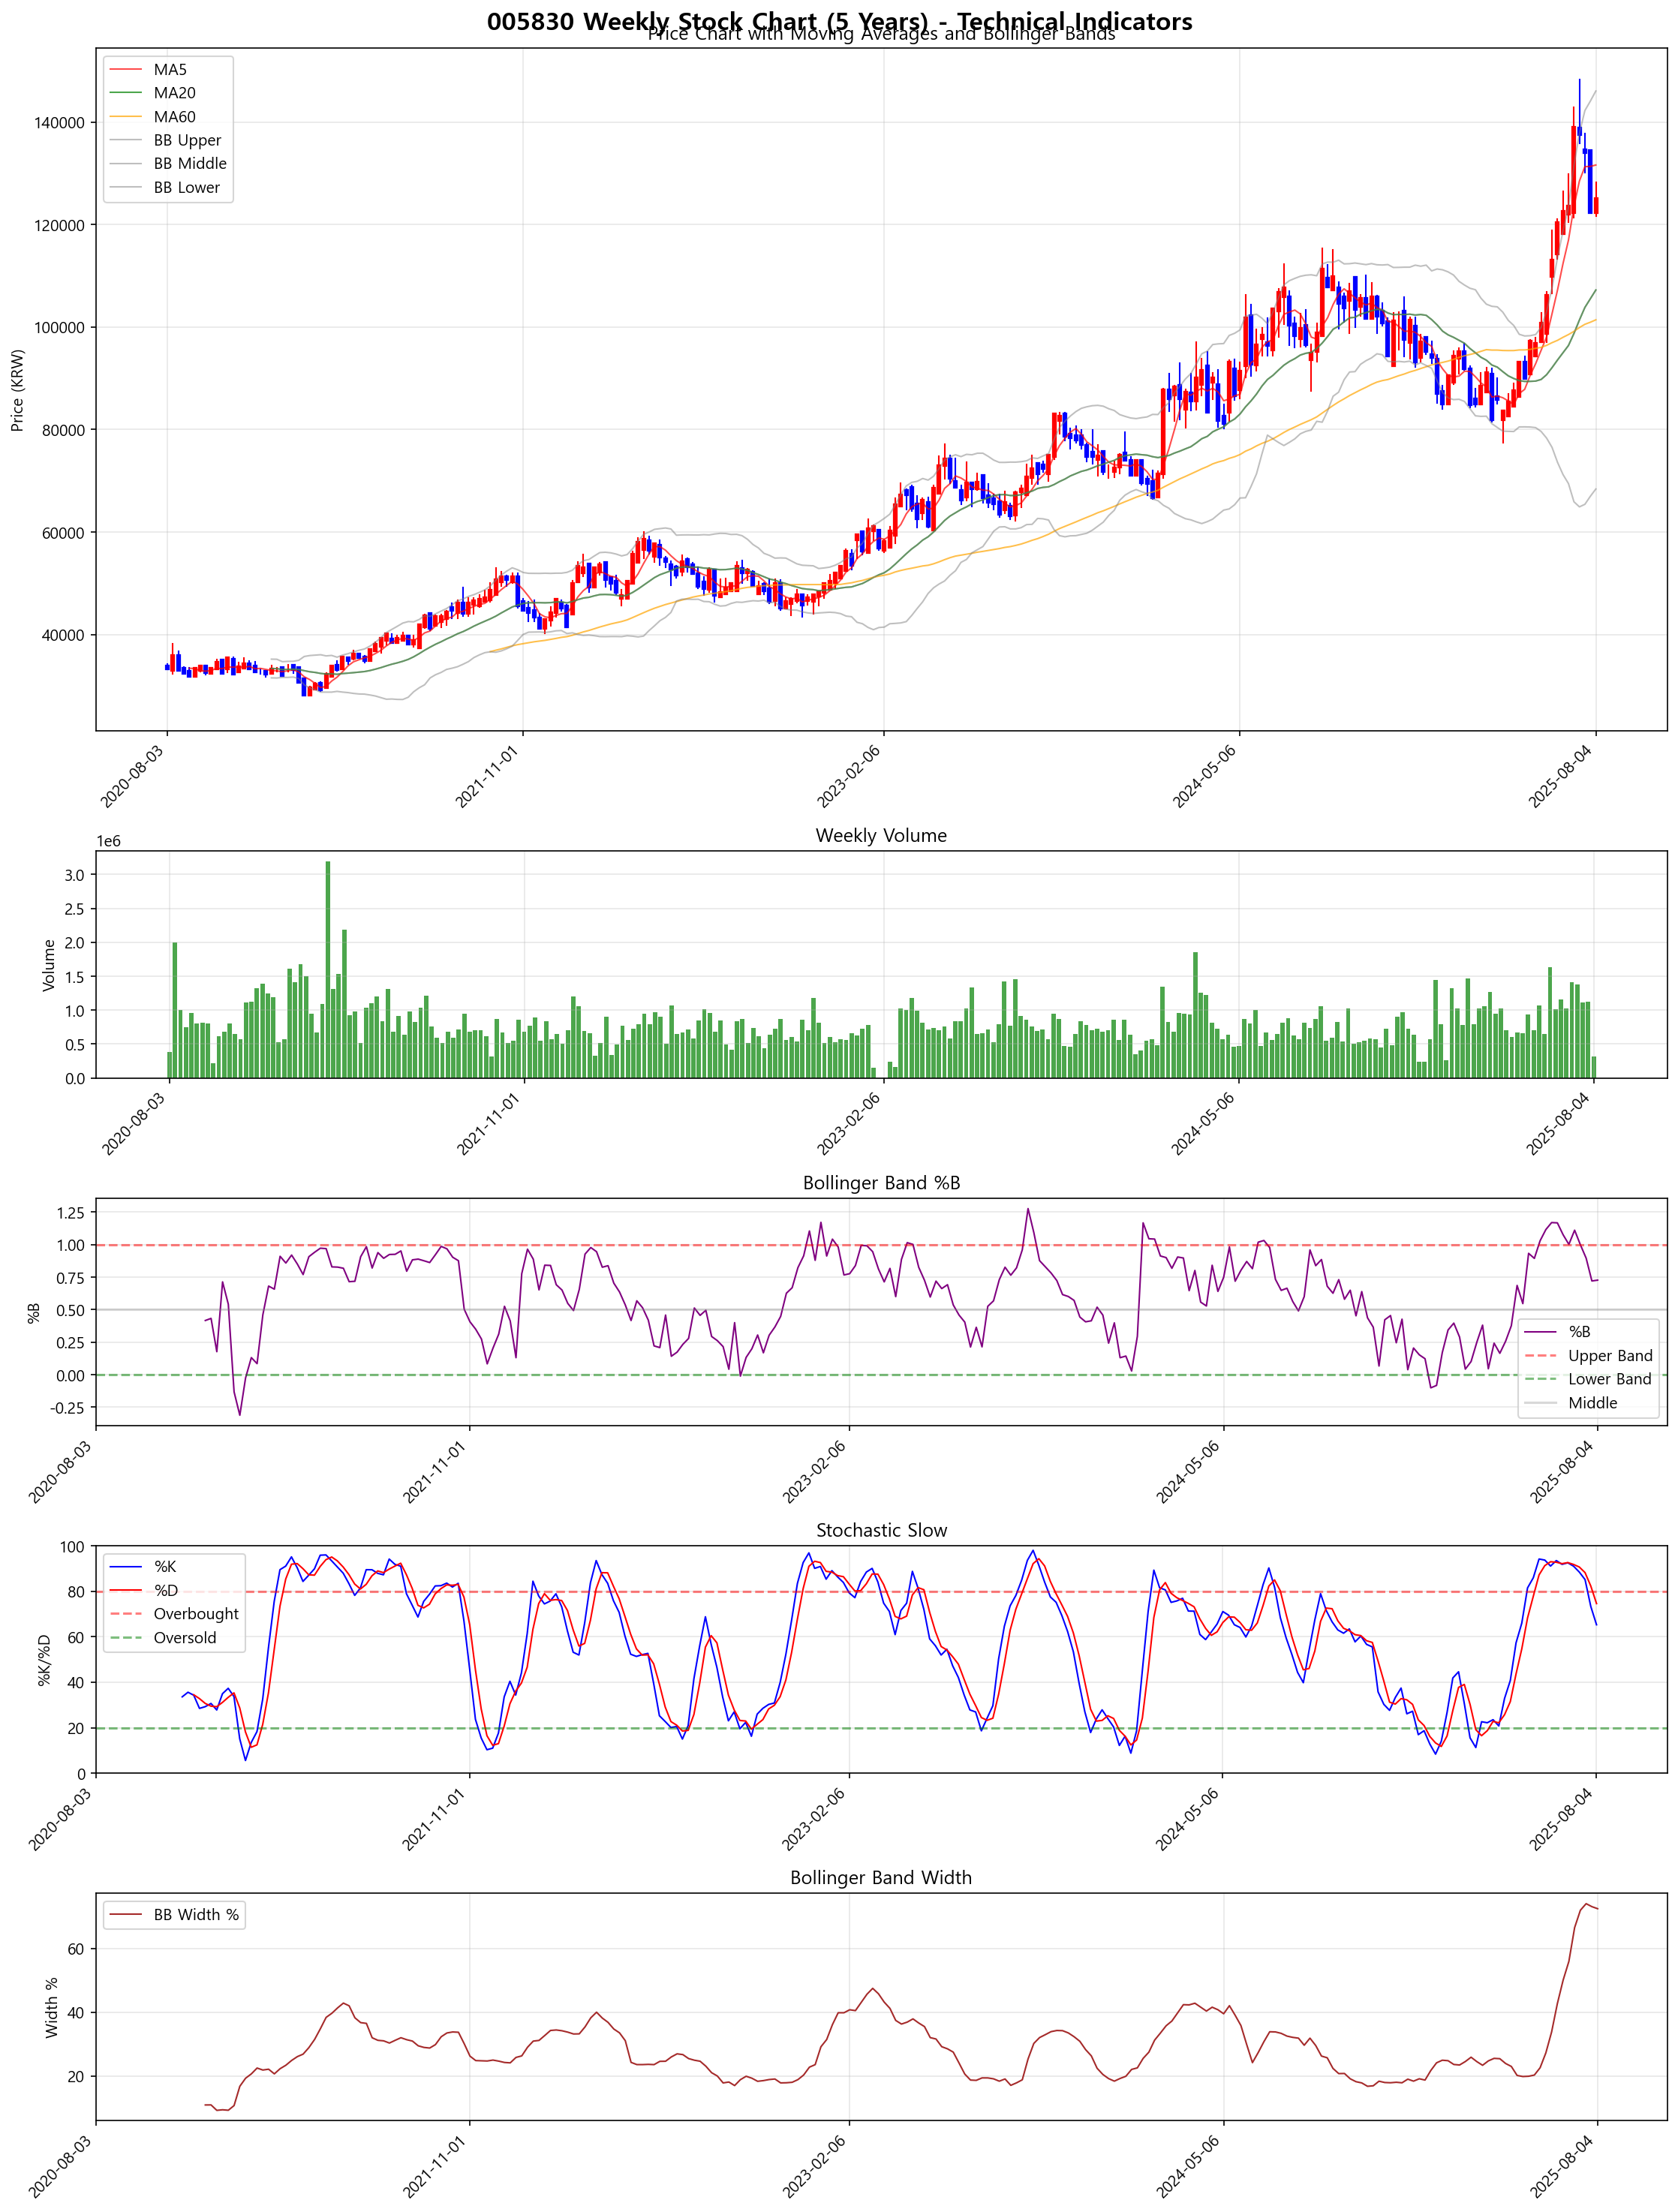 005830 Weekly Stock Chart (5 Years) - Technical Indicators
Price Chart with Moving Averages and Bollinger Bands
MA5
MA20
MA60
BB Upper
BB Middle
BB Lower
Price (KRW)
140000
120000
100000
80000
60000
40000
2020-08-03
2021-11-01
2023-02-06
2024-05-06
2025-08-04
Weekly Volume
1e6
Volume
3.0
2.5
2.0
1.5
1.0
0.5
0.0
2020-08-03
2021-11-01
2023-02-06
2024-05-06
2025-08-04
Bollinger Band %B
%B
1.25
1.00
0.75
0.50
0.25
0.00
-0.25
%B
Upper Band
Lower Band
Middle
2020-08-03
2021-11-01
2023-02-06
2024-05-06
2025-08-04
Stochastic Slow
%K/%D
100
80
60
40
20
0
%K
%D
Overbought
Oversold
2020-08-03
2021-11-01
2023-02-06
2024-05-06
2025-08-04
Bollinger Band Width
BB Width %
Width %
60
40
20
2020-08-03
2021-11-01
2023-02-06
2024-05-06
2025-08-04